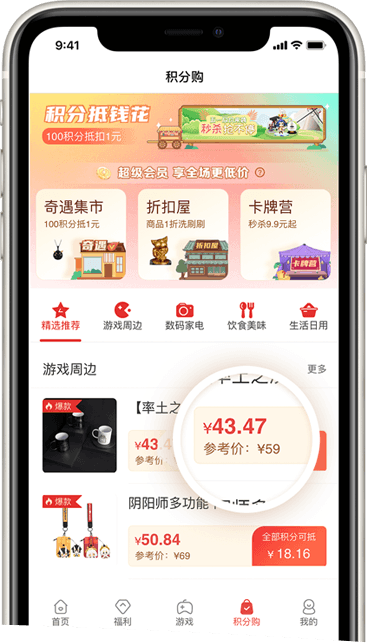 9:41
积分购
积分抵钱花
100积分抵扣1元
秒杀
超级会员 享全场更低价
奇遇集市
100积分抵1元
奇遇
折扣屋
商品1折洗刷刷
折扣屋
卡牌营
秒杀9.9元起
卡牌营
精选推荐
游戏周边
数码家电
饮食美味
生活日用
游戏周边
更多
爆款
【率土之
¥43.4
参考价:
¥43.47
参考价: ¥59
爆款
阴阳师多功能
¥50.84
参考价: ¥69
全部积分可抵
¥ 18.16
首页
福利
游戏
积分购
我的